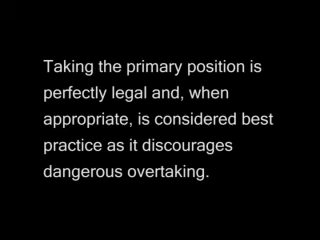 Taking the primary position is
perfectly legal and, when
appropriate, is considered best
practice as it discourages
dangerous overtaking.